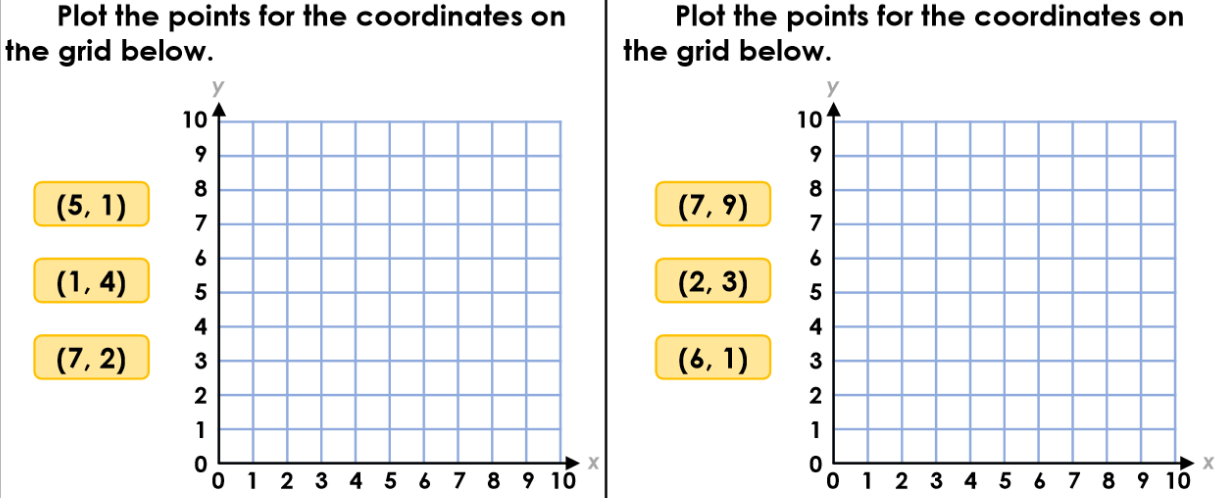 Plot the points for the coordinates on
the grid below.
y
10
9
8
7
6
5
4
3
2
1
0
(5, 1)
(1, 4)
(7, 2)
0 1 2 3 4 5 6 7 8 9 10
x
Plot the points for the coordinates on
the grid below.
y
10
9
8
7
6
5
4
3
2
1
0
(7, 9)
(2, 3)
(6, 1)
0 1 2 3 4 5 6 7 8 9 10
x